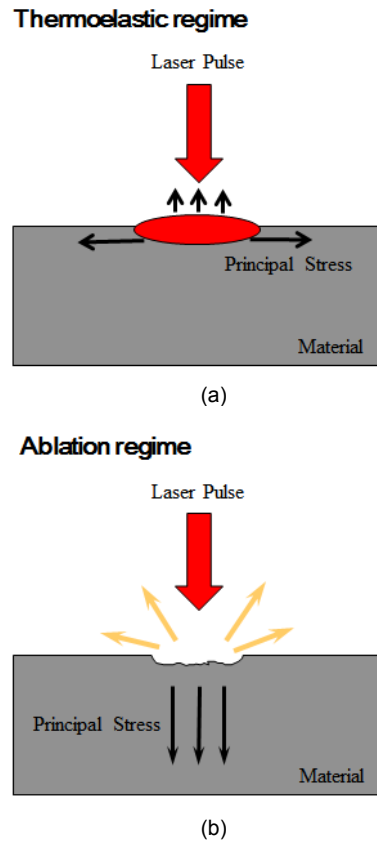 Thermoelastic regime
Laser Pulse
Principal Stress
Material
(a)
Ablation regime
Laser Pulse
Principal Stress
Material
(b)